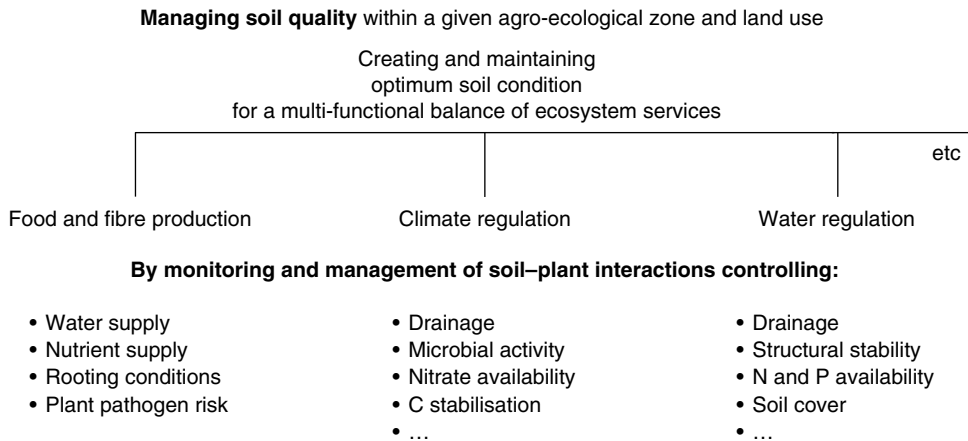 Managing soil quality within a given agro-ecological zone and land use
Creating and maintaining
optimum soil condition
for a multi-functional balance of ecosystem services
etc
Food and fibre production
Climate regulation
Water regulation
By monitoring and management of soil–plant interactions controlling:
• Water supply
• Nutrient supply
• Rooting conditions
• Plant pathogen risk
• Drainage
• Microbial activity
• Nitrate availability
• C stabilisation
• ...
• Drainage
• Structural stability
• N and P availability
• Soil cover
• ...